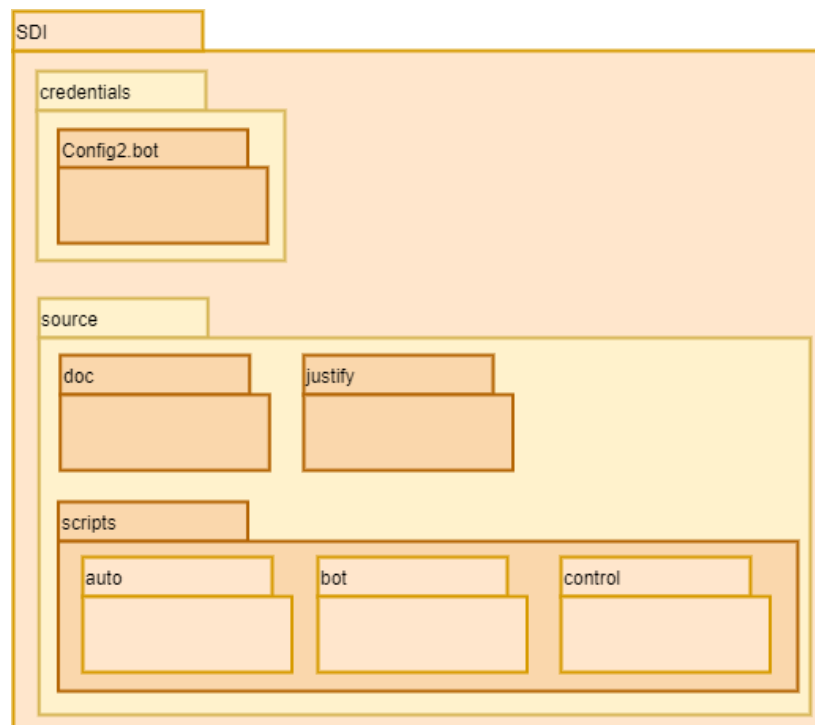 SDI
credentials
Config2.bot
source
doc
justify
scripts
auto
bot
control